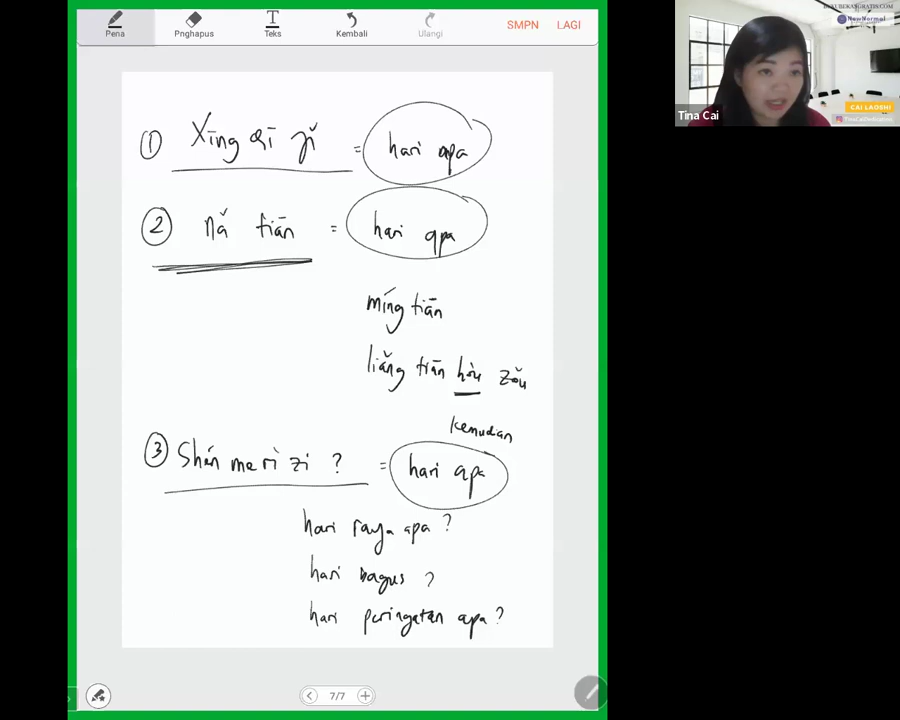 Pena
Pnghapus
T
Teks
Kembali
Ulangi
SMPN
LAGI
NewNormal
CAI LAOSHI
Tina Cai
① Xīng qī jǐ = hari apa
② nǎ tiān = hari apa
míng tiān
liǎng tiān hòu zǒu
kemudian
③ Shén me rì zi ? = hari apa
hari raya apa ?
hari bagus ?
hari peringatan apa ?
7/7